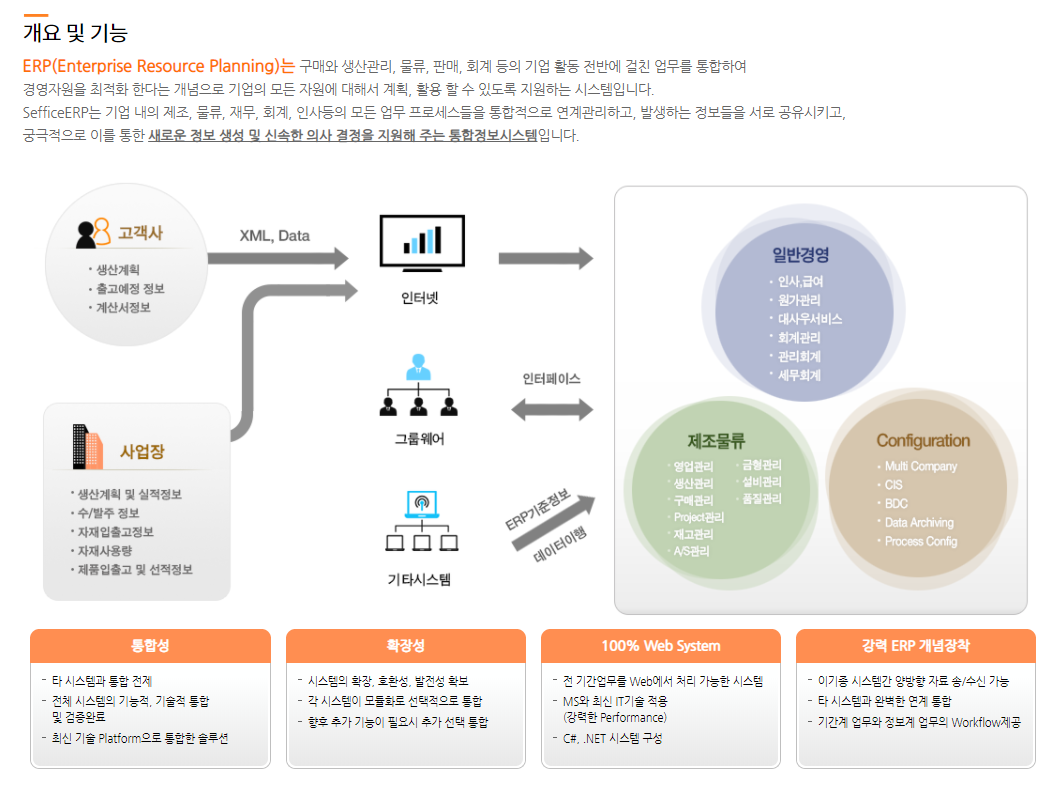 개요 및 기능
ERP(Enterprise Resource Planning)는 구매와 생산관리, 물류, 판매, 회계 등의 기업 활동 전반에 걸친 업무를 통합하여
경영자원을 최적화 한다는 개념으로 기업의 모든 자원에 대해서 계획, 활용 할 수 있도록 지원하는 시스템입니다.
SefficeERP는 기업 내의 제조, 물류, 재무, 회계, 인사등의 모든 업무 프로세스들을 통합적으로 연계관리하고, 발생하는 정보들을 서로 공유시키고,
궁극적으로 이를 통한 새로운 정보 생성 및 신속한 의사 결정을 지원해 주는 통합정보시스템입니다.
고객사
· 생산계획
· 출고예정 정보
· 계산서정보
XML, Data
인터넷
사업장
· 생산계획 및 실적정보
· 수/발주 정보
· 자재입출고정보
· 자재사용량
· 제품입출고 및 선적정보
그룹웨어
인터페이스
기타시스템
ERP기준정보
데이터이행
일반경영
· 인사,급여
· 원가관리
· 대사우서비스
· 회계관리
· 관리회계
· 세무회계
제조물류
· 영업관리
· 생산관리
· 구매관리
· Project관리
· 재고관리
· A/S관리
· 금형관리
· 설비관리
· 품질관리
Configuration
· Multi Company
· CIS
· BDC
· Data Archiving
· Process Config
통합성
- 타 시스템과 통합 전제
- 전체 시스템의 기능적, 기술적 통합
및 검증완료
- 최신 기술 Platform으로 통합한 솔루션
확장성
- 시스템의 확장, 호환성, 발전성 확보
- 각 시스템이 모듈화로 선택적으로 통합
- 향후 추가 기능이 필요시 추가 선택 통합
100% Web System
- 전 기간업무를 Web에서 처리 가능한 시스템
- MS와 최신 IT기술 적용
(강력한 Performance)
- C#, .NET 시스템 구성
강력 ERP 개념장착
- 이기종 시스템간 양방향 자료 송/수신 가능
- 타 시스템과 완벽한 연계 통합
- 기간계 업무와 정보계 업무의 Workflow제공